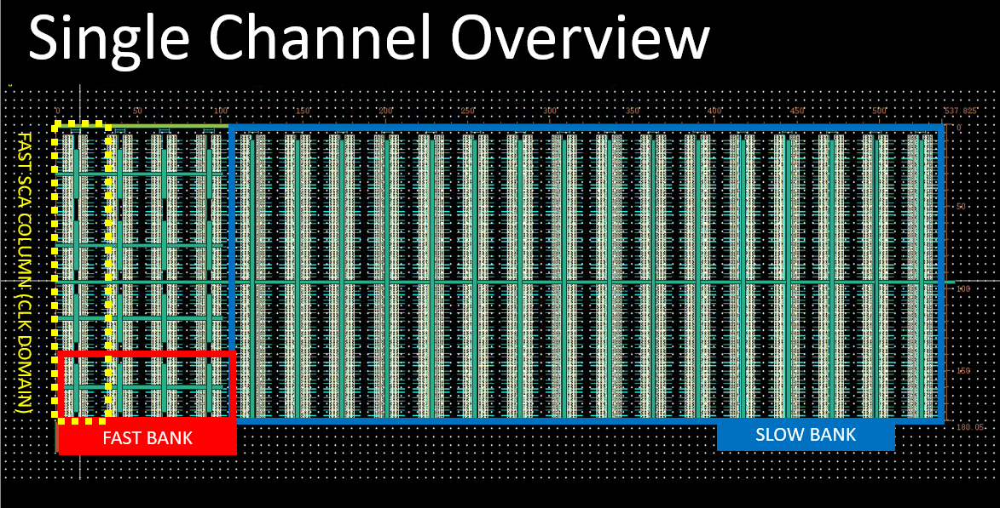 Single Channel Overview
0 50 100 150 200 250 300 350 400 450 500 537.825
0
50
100
150
180.05
FAST SCA COLUMN (CLK DOMAIN)
FAST BANK
SLOW BANK